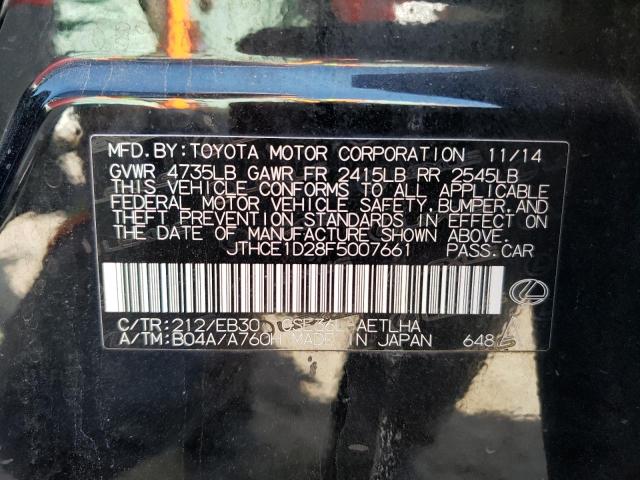 MFD.BY:TOYOTA MOTOR CORPORATION 11/14
GVWR 4735LB GAWR FR 2415LB RR 2545LB
THIS VEHICLE CONFORMS TO ALL APPLICABLE
FEDERAL MOTOR VEHICLE SAFETY,BUMPER,AND
THEFT PREVENTION STANDARDS IN EFFECT ON
THE DATE OF MANUFACTURE SHOWN ABOVE.
JTHCE1D28F5007661 PASS.CAR
C/TR:212/EB30 -AETLHA
A/TM:B04A/A760H MADE IN JAPAN 648